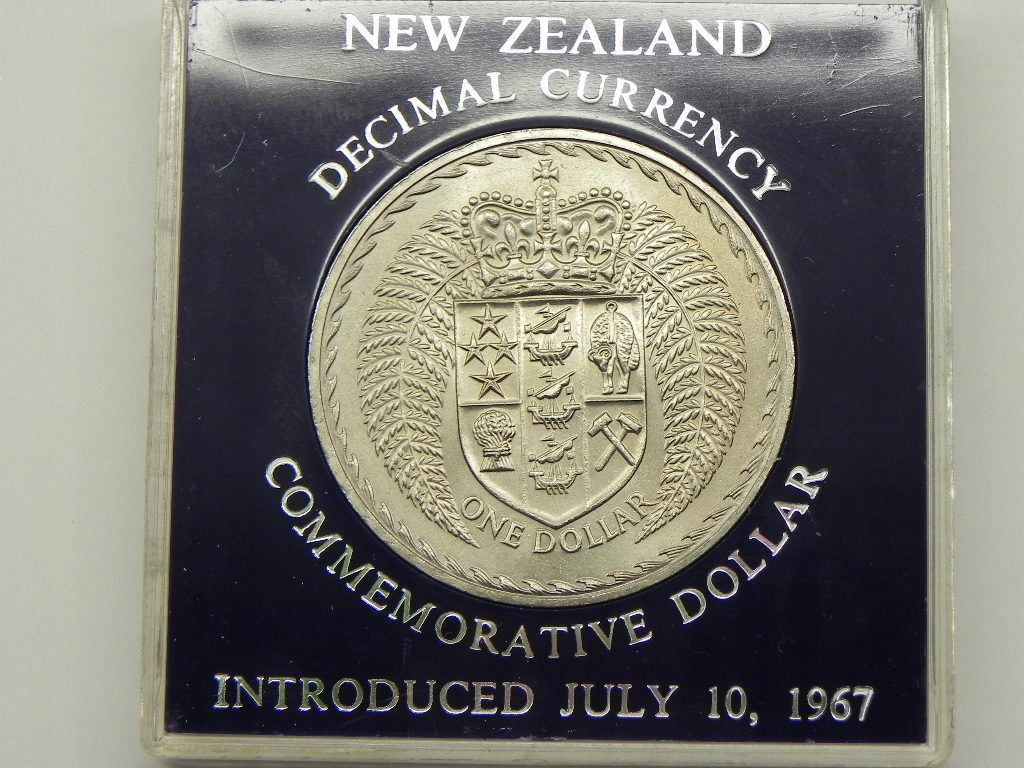 NEW ZEALAND
DECIMAL CURRENCY
ONE DOLLAR
COMMEMORATIVE DOLLAR
INTRODUCED JULY 10, 1967